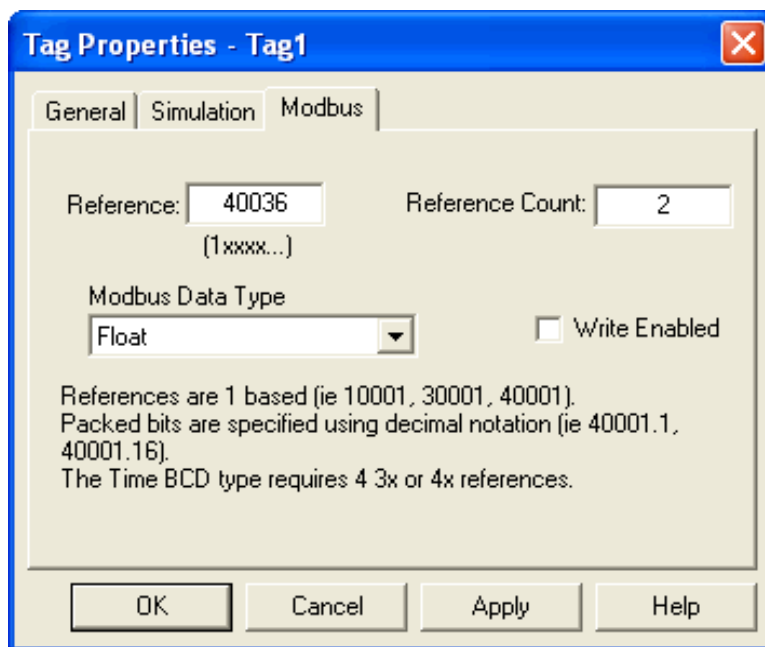 Tag Properties - Tag1
General Simulation Modbus
Reference: 40036 Reference Count: 2
(1xxxx...)
Modbus Data Type
Float Write Enabled
References are 1 based (ie 10001, 30001, 40001).
Packed bits are specified using decimal notation (ie 40001.1,
40001.16).
The Time BCD type requires 4 3x or 4x references.
OK Cancel Apply Help